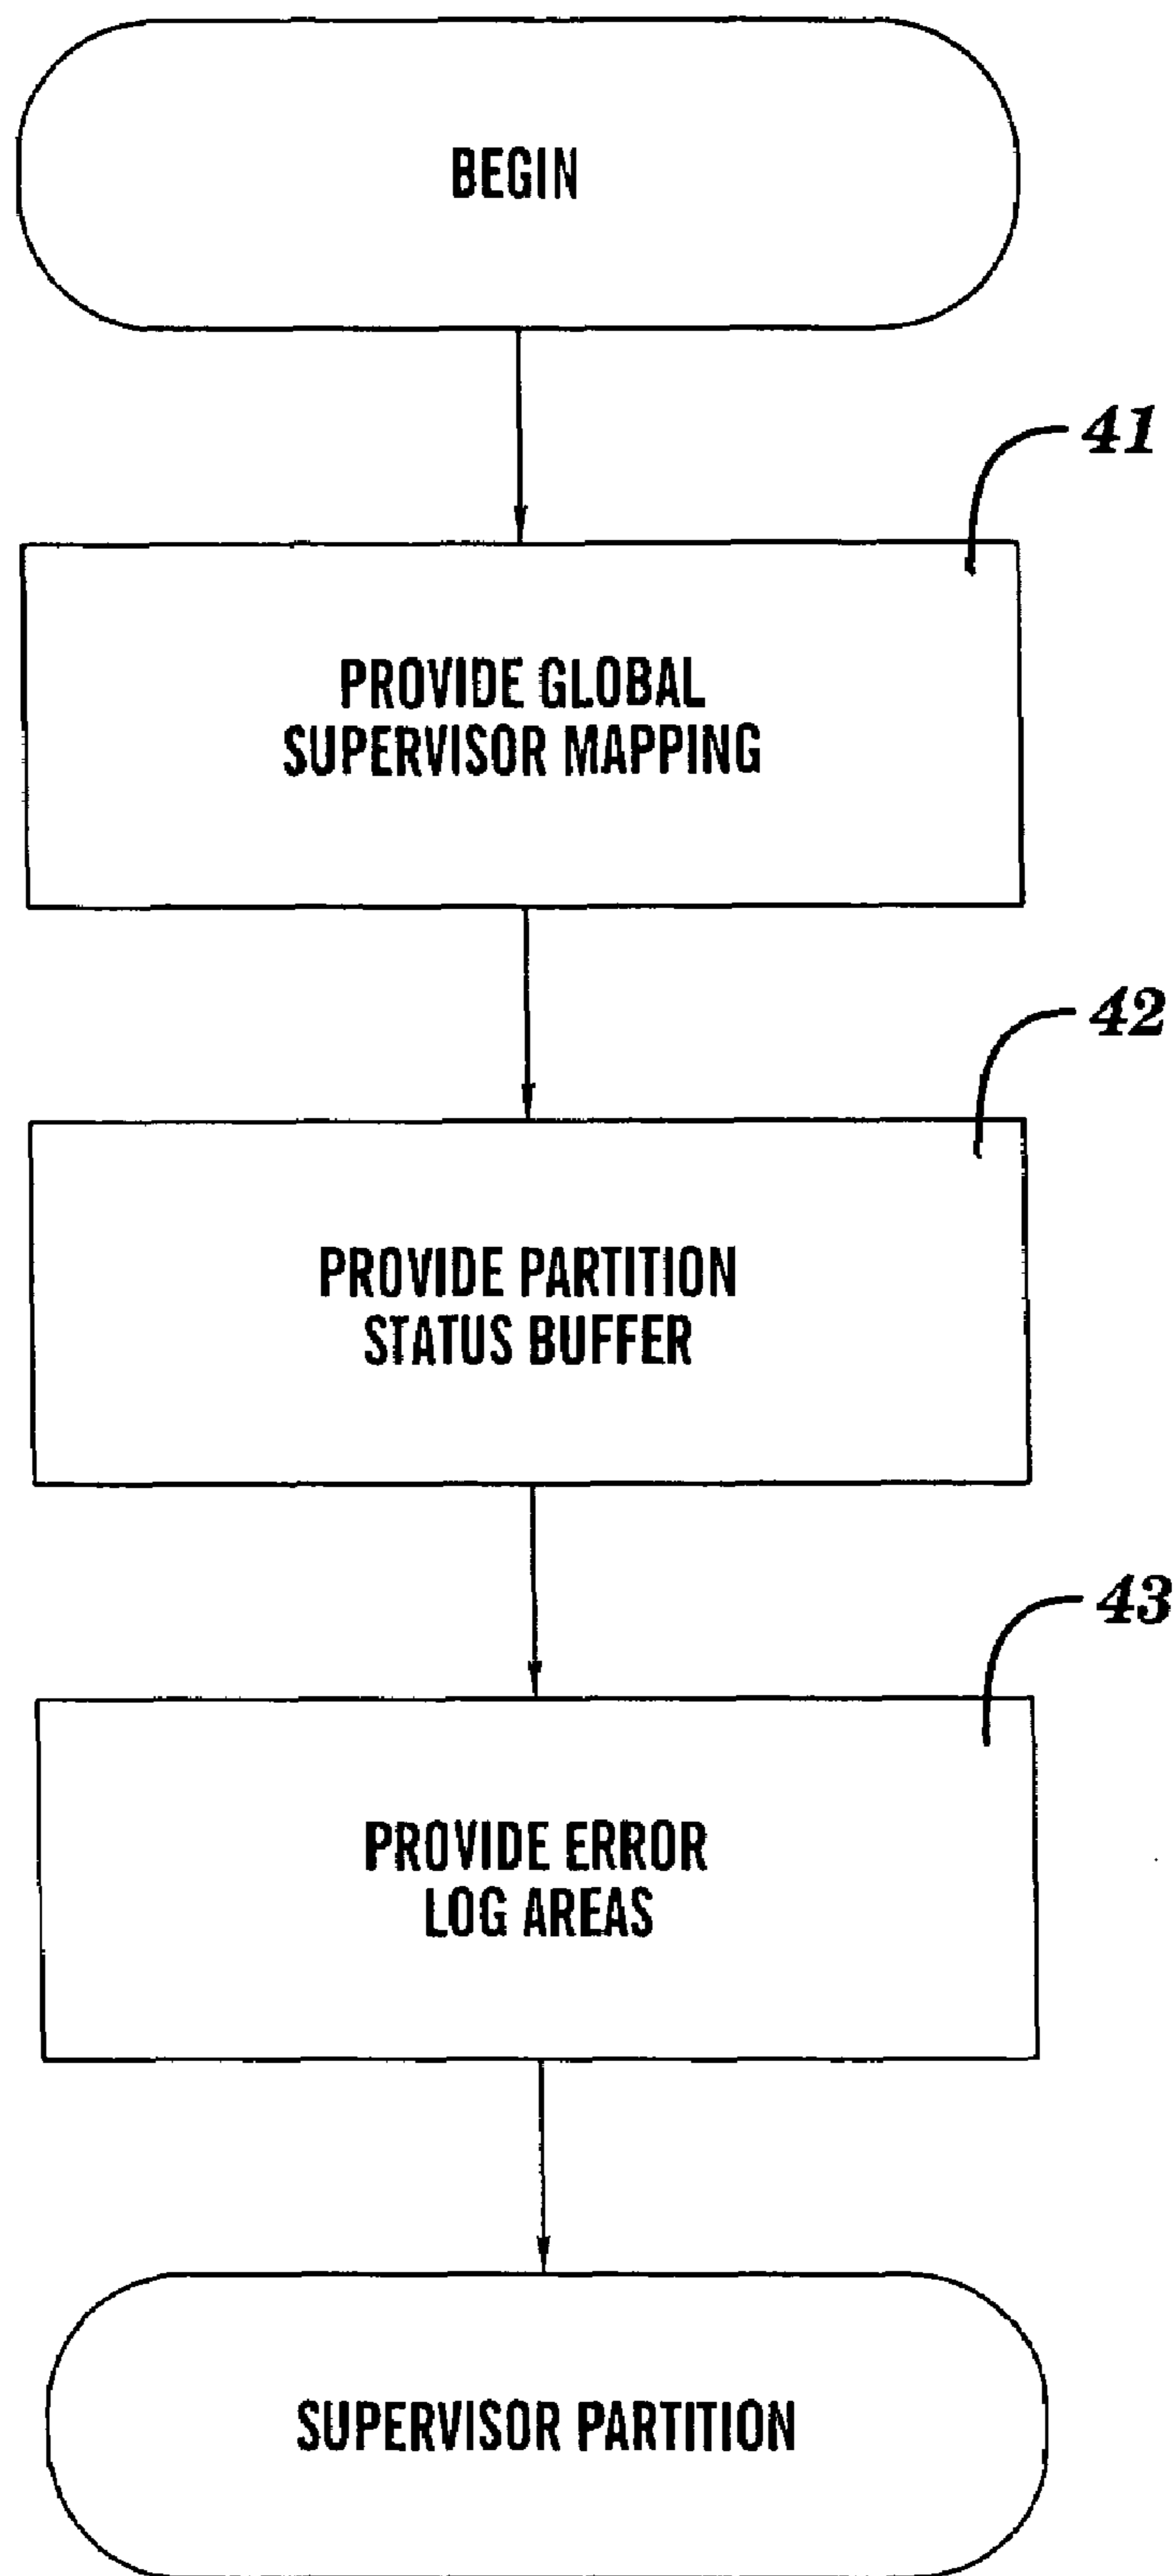 BEGIN
41
PROVIDE GLOBAL
SUPERVISOR MAPPING
42
PROVIDE PARTITION
STATUS BUFFER
43
PROVIDE ERROR
LOG AREAS
SUPERVISOR PARTITION